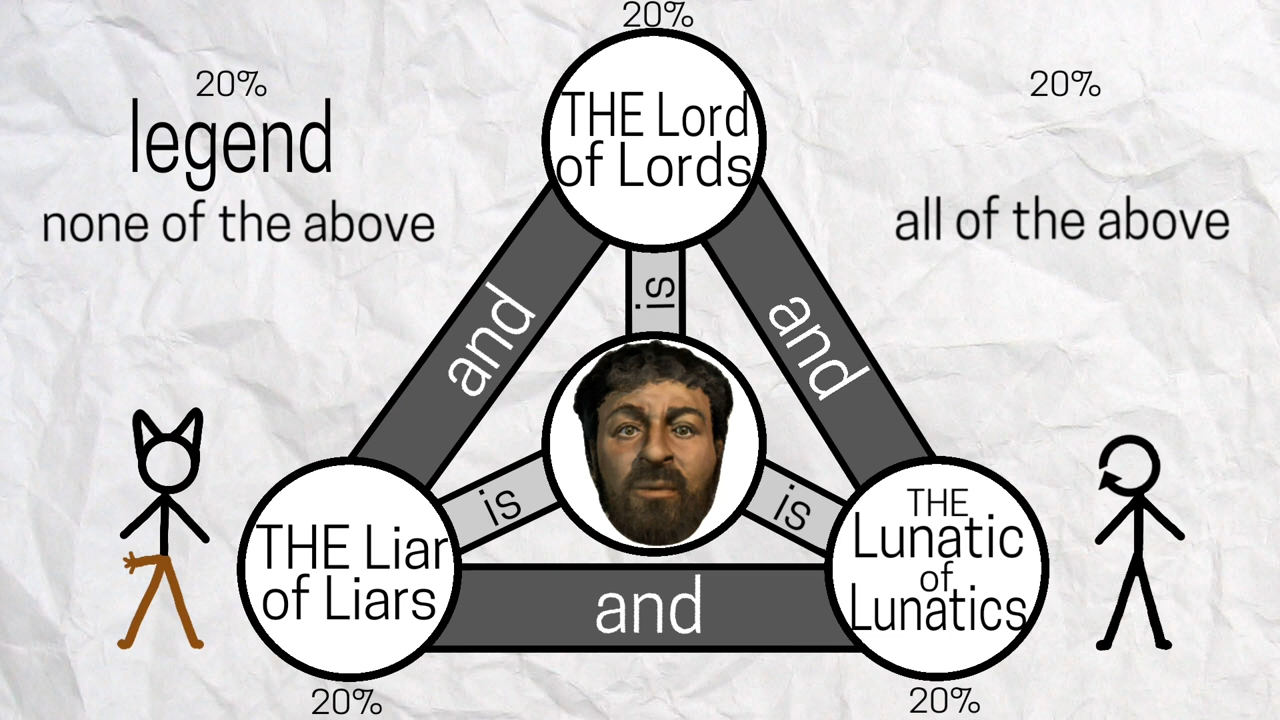 20%
THE Lord
of Lords
20%
legend
none of the above
20%
all of the above
and
is
and
is
is
THE Liar
of Liars
20%
and
THE
Lunatic
of
Lunatics
20%